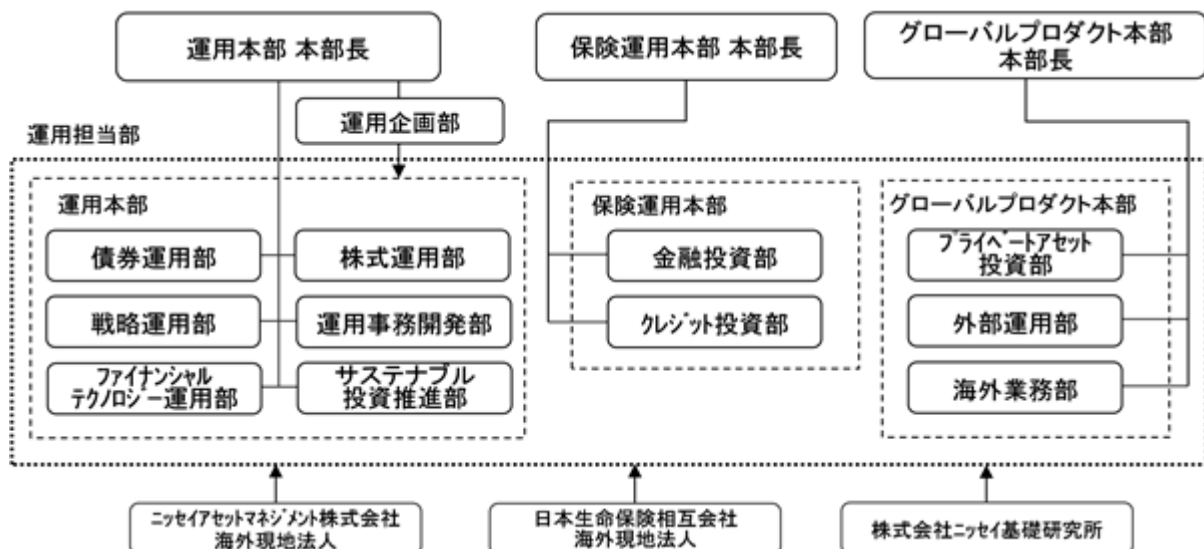 運用本部 本部長
保険運用本部 本部長
グローバルプロダクト本部
本部長
運用企画部
運用担当部
運用本部
債券運用部
株式運用部
戦略運用部
運用事務開発部
ファイナンシャル
テクノロジー運用部
サステナブル
投資推進部
保険運用本部
金融投資部
クレジット投資部
グローバルプロダクト本部
プライベートアセット
投資部
外部運用部
海外業務部
ニッセイアセットマネジメント株式会社
海外現地法人
日本生命保険相互会社
海外現地法人
株式会社ニッセイ基礎研究所